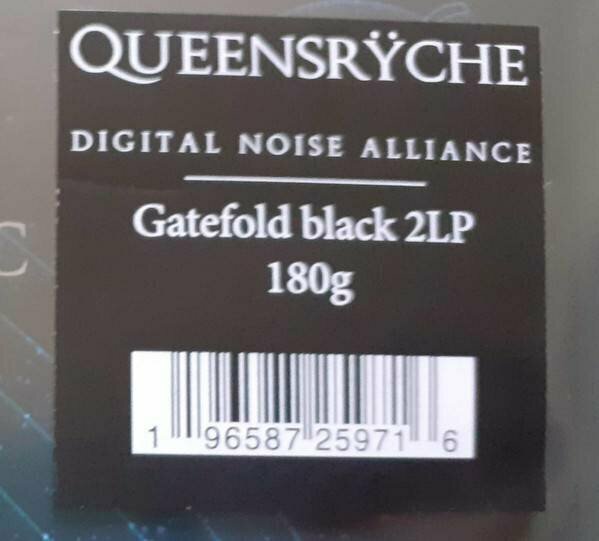 QUEENSRŸCHE
DIGITAL NOISE ALLIANCE
Gatefold black 2LP
180g
1 96587 25971 6
C